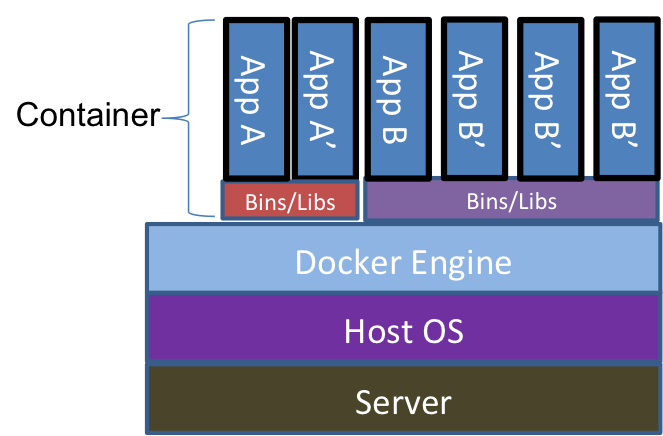 Container
App A
App A’
App B
App B’
App B’
App B’
Bins/Libs
Bins/Libs
Docker Engine
Host OS
Server